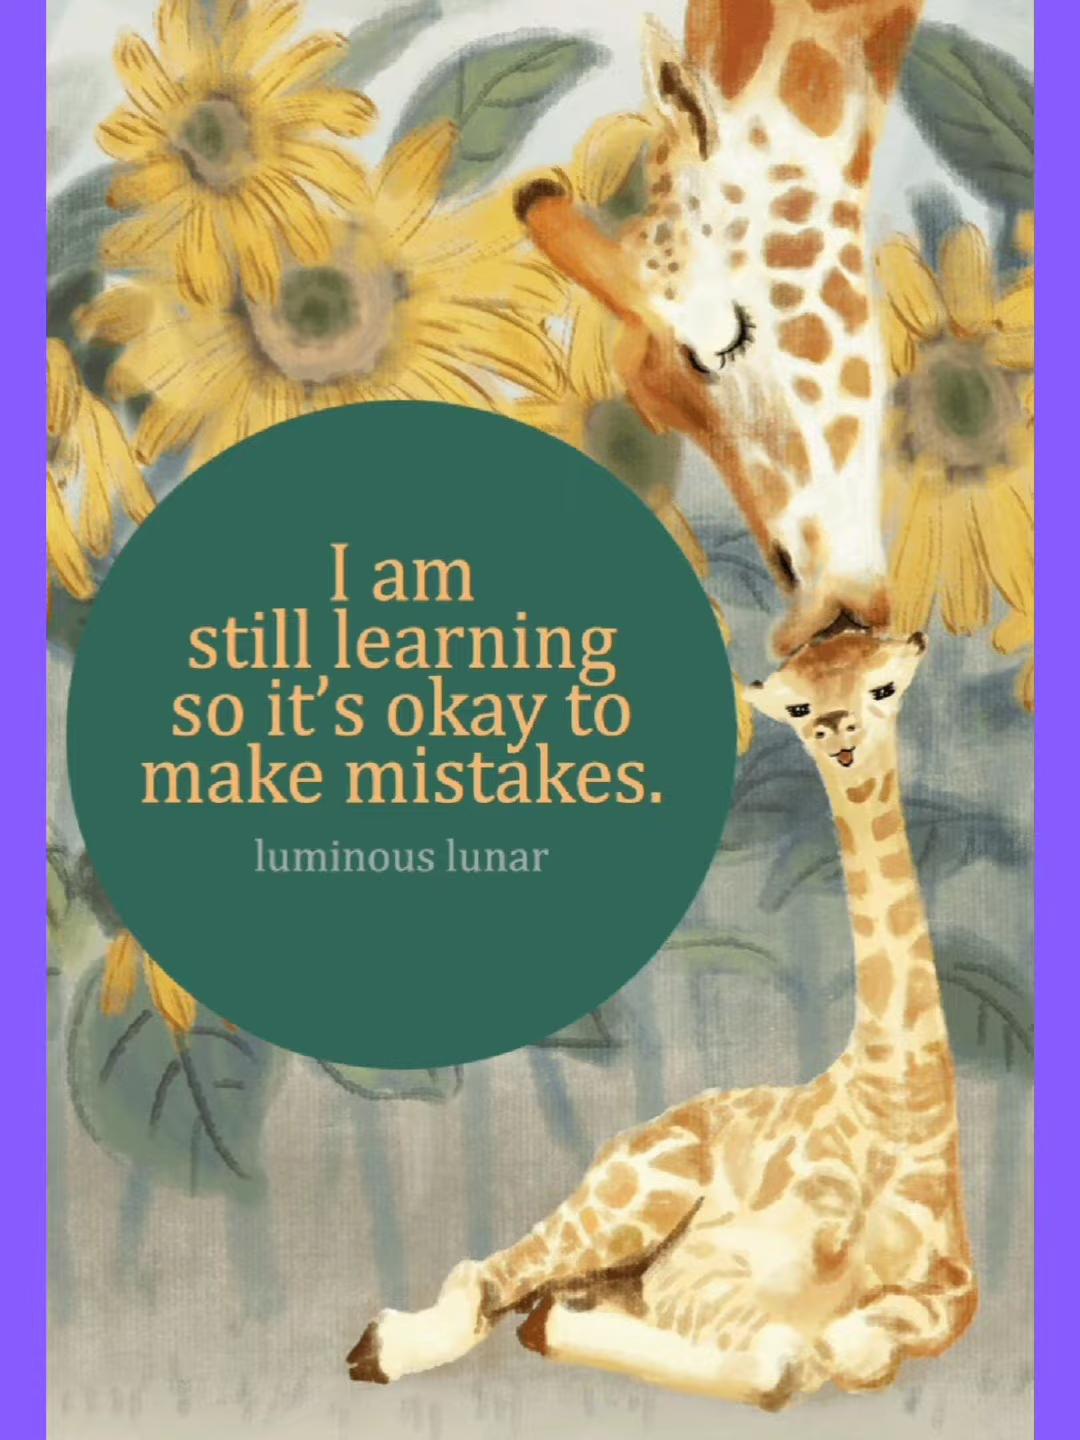 I am
still learning
so it’s okay to
make mistakes.
luminous lunar